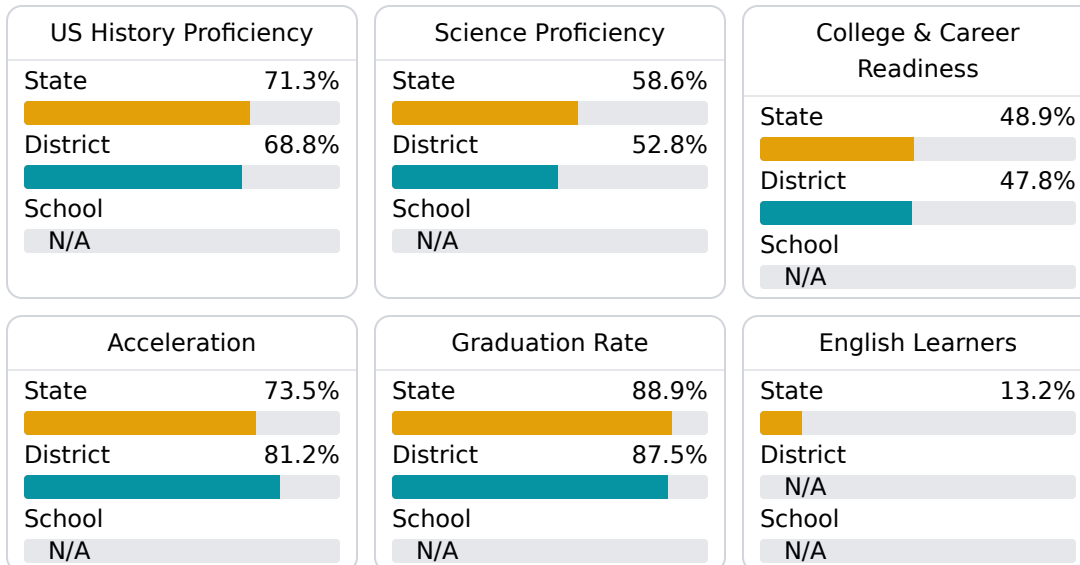 US History Proficiency
State 71.3%
District 68.8%
School
N/A
Science Proficiency
State 58.6%
District 52.8%
School
N/A
College & Career
Readiness
State 48.9%
District 47.8%
School
N/A
Acceleration
State 73.5%
District 81.2%
School
N/A
Graduation Rate
State 88.9%
District 87.5%
School
N/A
English Learners
State 13.2%
District
N/A
School
N/A